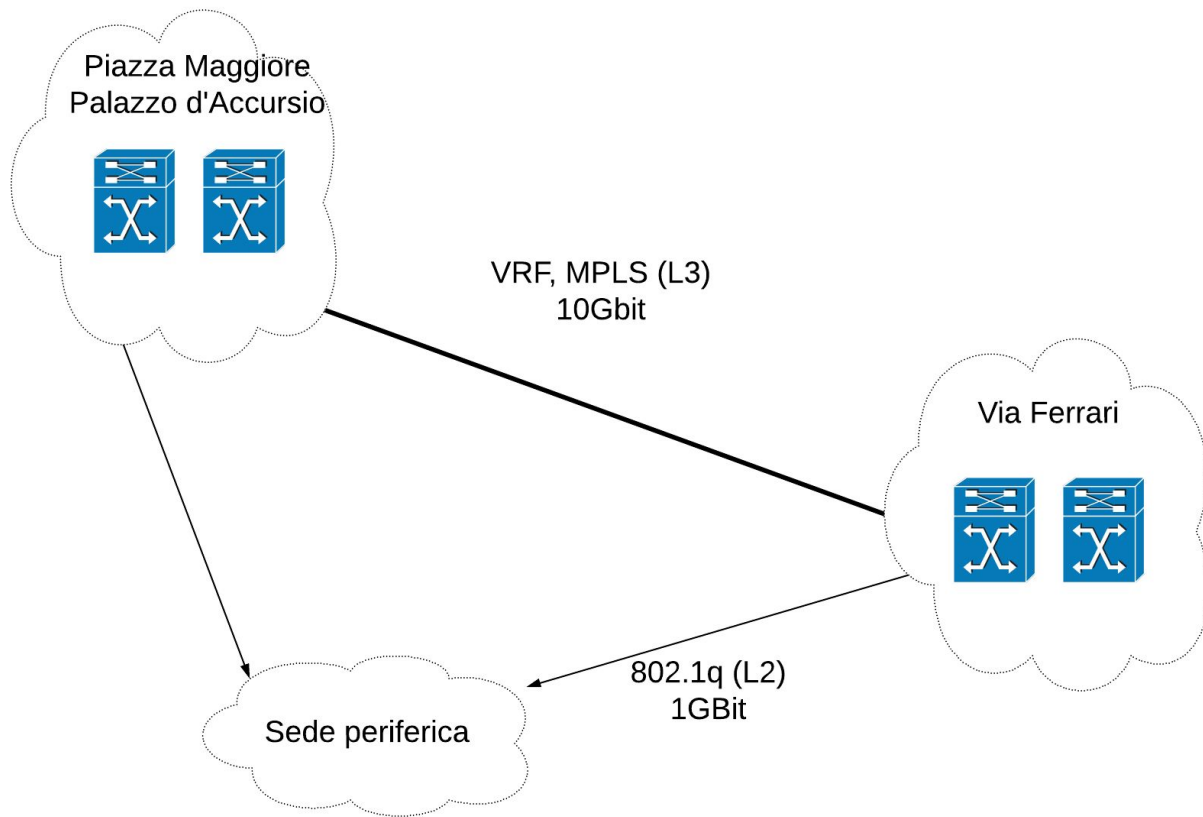 Piazza Maggiore
Palazzo d'Accursio
VRF, MPLS (L3)
10Gbit
Via Ferrari
802.1q (L2)
1GBit
Sede periferica